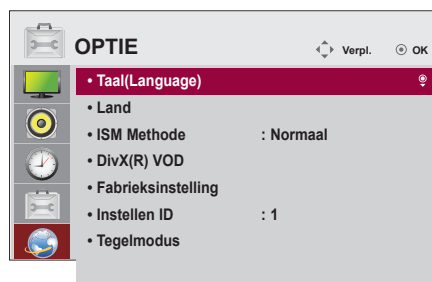 OPTIE
Verpl. OK
• Taal(Language)
• Land
• ISM Methode : Normaal
• DivX(R) VOD
• Fabrieksinstelling
• Instellen ID : 1
• Tegelmodus